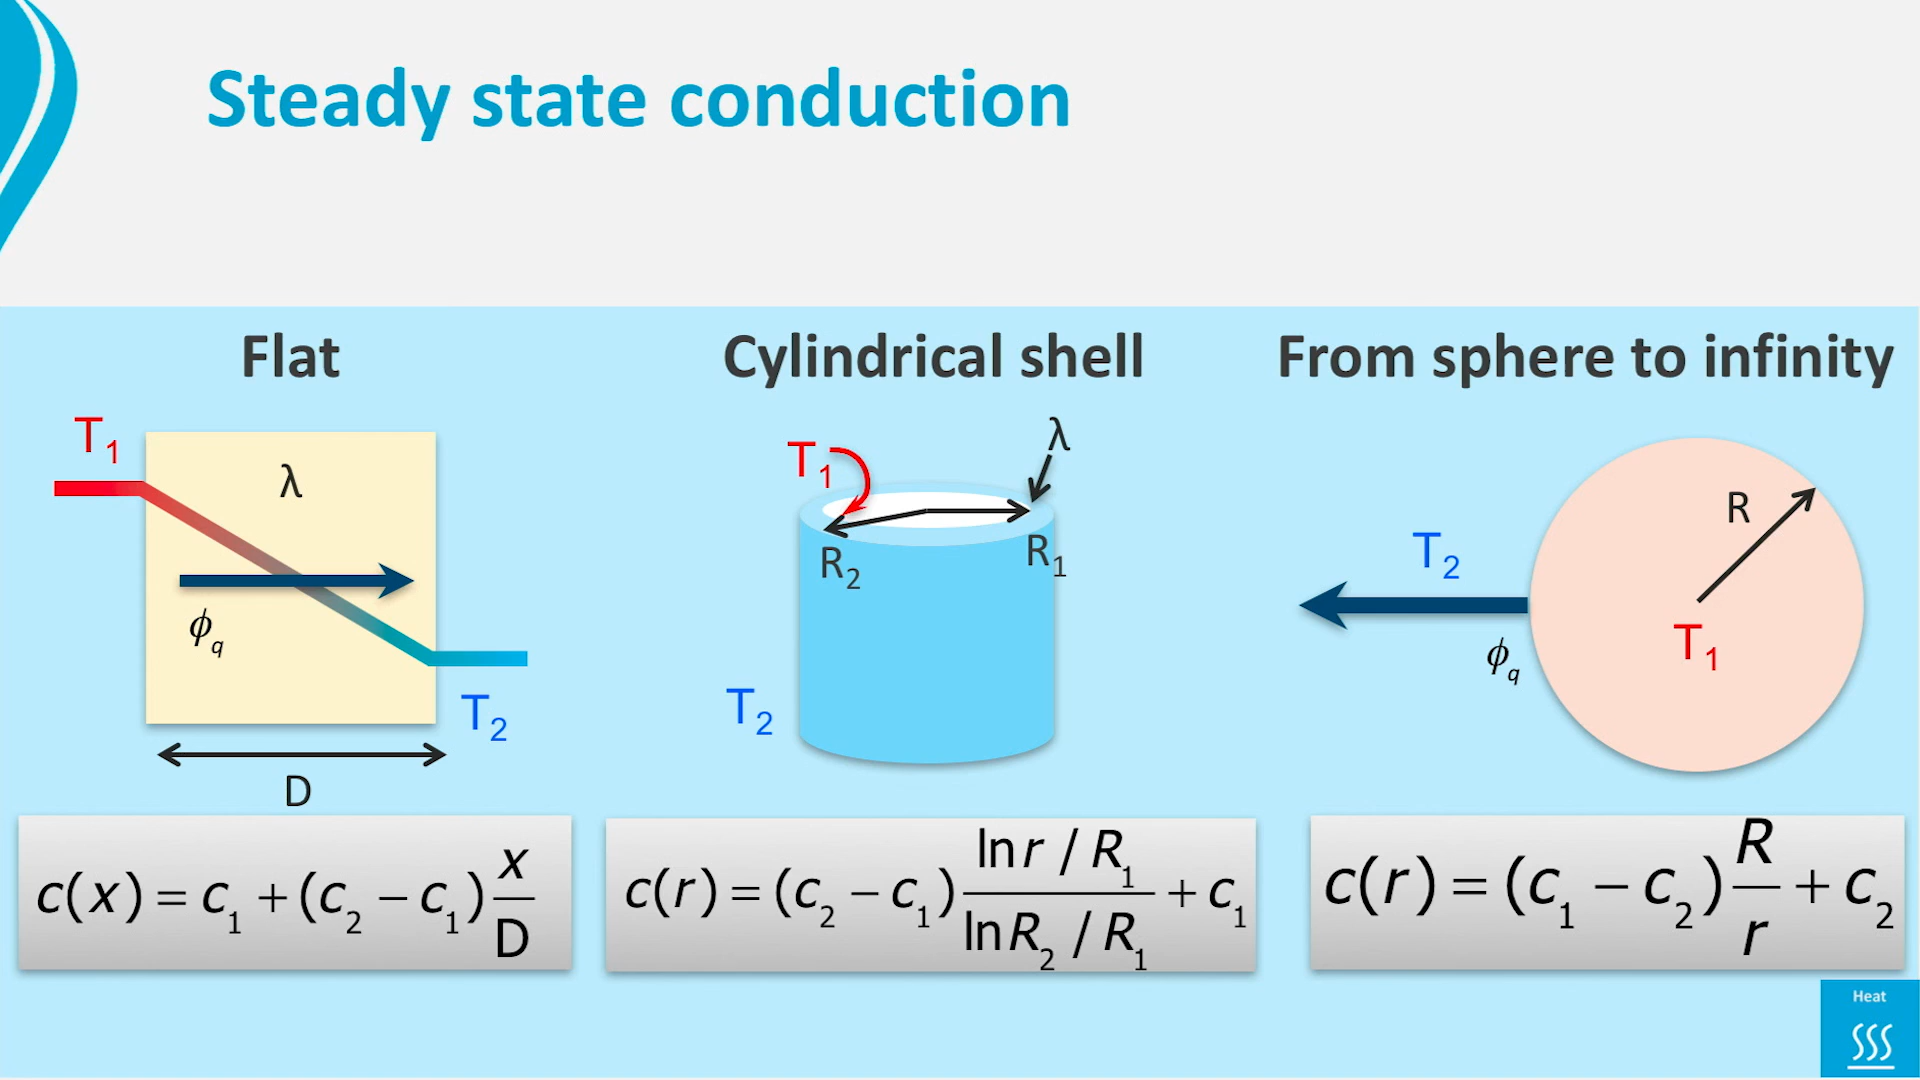 Steady state conduction
Flat
T₁
λ
ϕq
T₂
D
c(x) = c₁ + (c₂ − c₁) x/D
Cylindrical shell
T₁
λ
R₂
R₁
T₂
c(r) = (c₂ − c₁) ln r / R₁ / ln R₂ / R₁ + c₁
From sphere to infinity
R
T₂
T₁
ϕq
c(r) = (c₁ − c₂) R/r + c₂
Heat